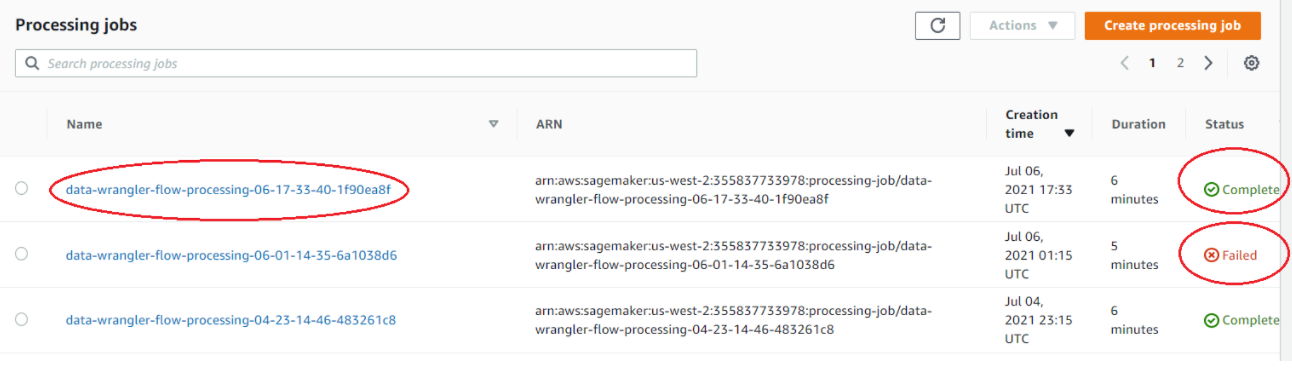 Processing jobs
Actions
Create processing job
Search processing jobs
1 2
Name
ARN
Creation
time
Duration
Status
data-wrangler-flow-processing-06-17-33-40-1f90ea8f
arn:aws:sagemaker:us-west-2:355837733978:processing-job/data-
wrangler-flow-processing-06-17-33-40-1f90ea8f
Jul 06,
2021 17:33
UTC
6
minutes
Complete
data-wrangler-flow-processing-06-01-14-35-6a1038d6
arn:aws:sagemaker:us-west-2:355837733978:processing-job/data-
wrangler-flow-processing-06-01-14-35-6a1038d6
Jul 06,
2021 01:15
UTC
5
minutes
Failed
data-wrangler-flow-processing-04-23-14-46-483261c8
arn:aws:sagemaker:us-west-2:355837733978:processing-job/data-
wrangler-flow-processing-04-23-14-46-483261c8
Jul 04,
2021 23:15
UTC
6
minutes
Complete